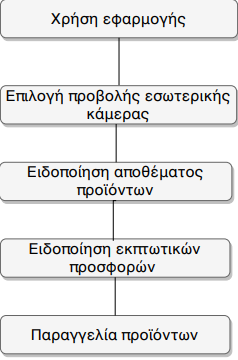 Χρήση εφαρμογής
Επιλογή προβολής εσωτερικής
κάμερας
Ειδοποίηση αποθέματος
προϊόντων
Ειδοποίηση εκπτωτικών
προσφορών
Παραγγελία προϊόντων